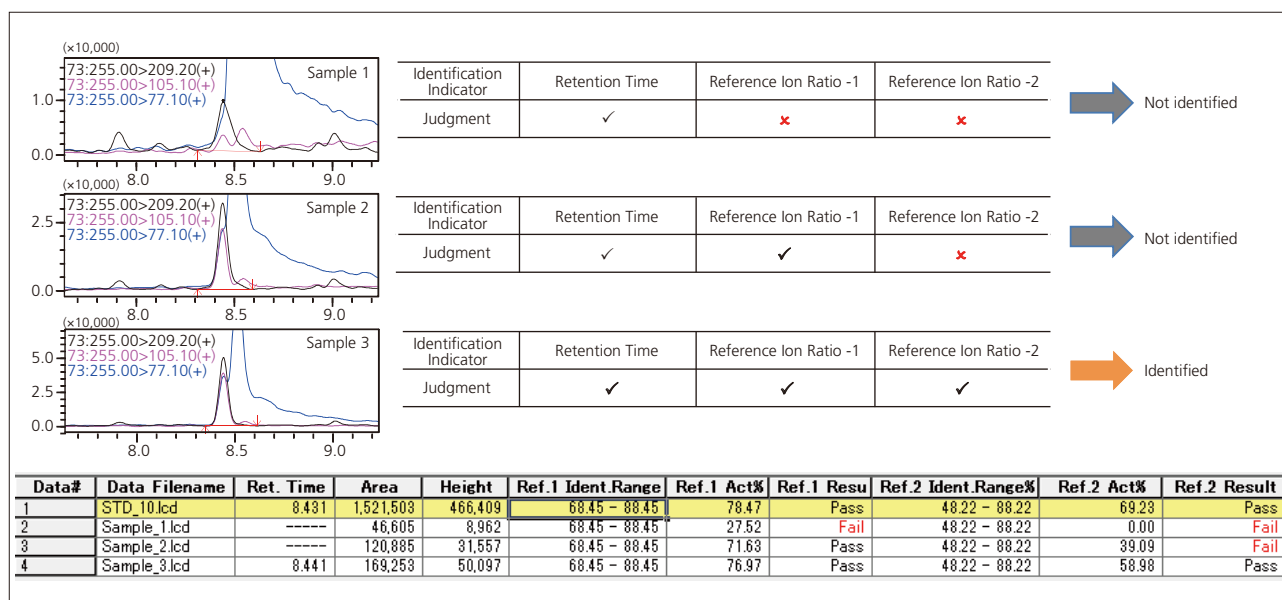 (×10,000)
73:255.00>209.20(+) Sample 1
73:255.00>105.10(+)
73:255.00>77.10(+)
1.0
0.0
8.0 8.5 9.0
Identification Indicator Retention Time Reference Ion Ratio -1 Reference Ion Ratio -2
Judgment ✓ ✘ ✘
Not identified
(×10,000)
73:255.00>209.20(+) Sample 2
73:255.00>105.10(+)
73:255.00>77.10(+)
2.5
0.0
8.0 8.5 9.0
Identification Indicator Retention Time Reference Ion Ratio -1 Reference Ion Ratio -2
Judgment ✓ ✓ ✘
Not identified
(×10,000)
73:255.00>209.20(+) Sample 3
73:255.00>105.10(+)
73:255.00>77.10(+)
5.0
2.5
0.0
8.0 8.5 9.0
Identification Indicator Retention Time Reference Ion Ratio -1 Reference Ion Ratio -2
Judgment ✓ ✓ ✓
Identified
Data# Data Filename Ret. Time Area Height Ref.1 Ident.Range Ref.1 Act% Ref.1 Resu Ref.2 Ident.Range% Ref.2 Act% Ref.2 Result
1 STD_10.lcd 8.431 1,521,503 466,409 68.45 - 88.45 78.47 Pass 48.22 - 88.22 69.23 Pass
2 Sample_1.lcd ----- 46,605 8,962 68.45 - 88.45 27.52 Fail 48.22 - 88.22 0.00 Fail
3 Sample_2.lcd ----- 120,885 31,557 68.45 - 88.45 71.63 Pass 48.22 - 88.22 39.09 Fail
4 Sample_3.lcd 8.441 169,253 50,097 68.45 - 88.45 76.97 Pass 48.22 - 88.22 58.98 Pass